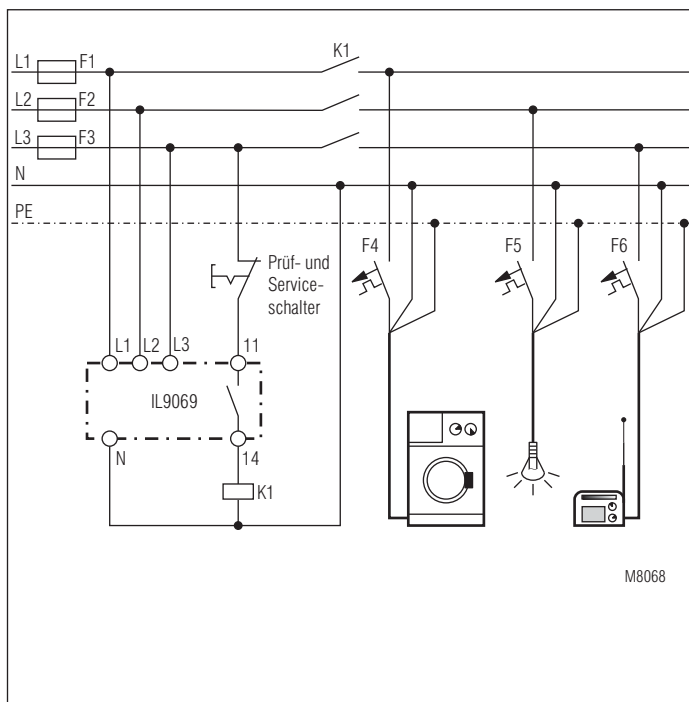 K1
L1 F1
L2 F2
L3 F3
N
PE
F4
F5
F6
Prüf- und
Service-
schalter
L1 L2 L3 11
IL9069
N 14
K1
M8068